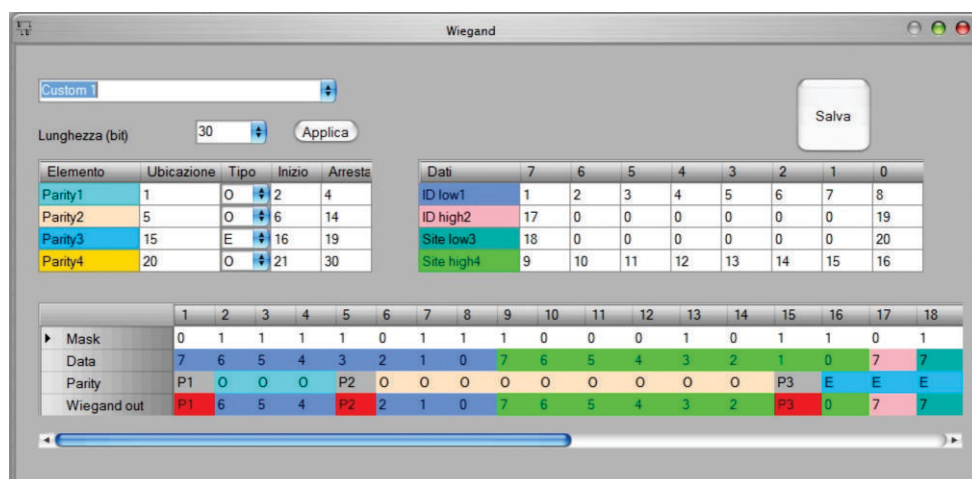 Wiegand
Custom 1
Salva
Lunghezza (bit) 30 Applica
Elemento Ubicazione Tipo Inizio Arresta
Parity1 1 O 2 4
Parity2 5 O 6 14
Parity3 15 E 16 19
Parity4 20 O 21 30
Dati 7 6 5 4 3 2 1 0
ID low1 1 2 3 4 5 6 7 8
ID high2 17 0 0 0 0 0 0 19
Site low3 18 0 0 0 0 0 0 20
Site high4 9 10 11 12 13 14 15 16
1 2 3 4 5 6 7 8 9 10 11 12 13 14 15 16 17 18
Mask 0 1 1 1 1 0 1 1 1 0 0 0 1 0 1 1 0 1
Data 7 6 5 4 3 2 1 0 7 6 5 4 3 2 1 0 7 7
Parity P1 O O O P2 O O O O O O O O O P3 E E E
Wiegand out P1 6 5 4 P2 2 1 0 7 6 5 4 3 2 P3 0 7 7